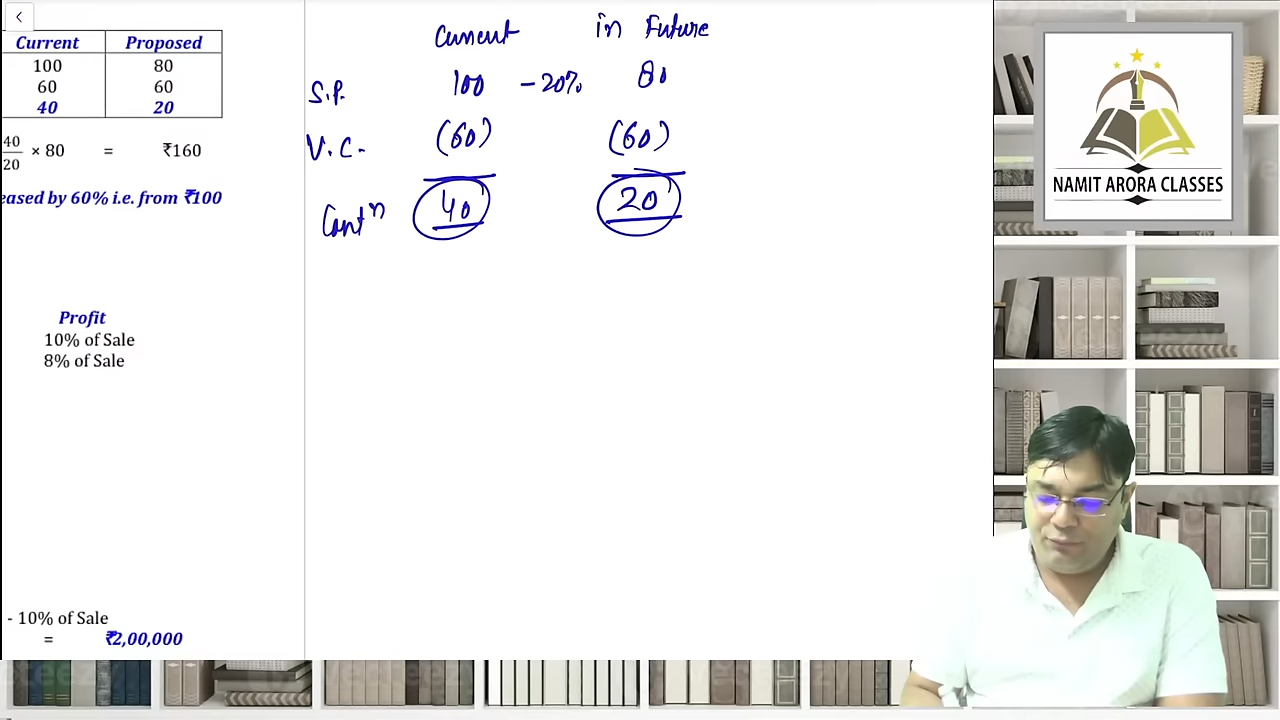 Current Proposed
100 80
60 60
40 20
40/20 × 80 = ₹160
eased by 60% i.e. from ₹100
Profit
10% of Sale
8% of Sale
- 10% of Sale
= ₹2,00,000
Current in Future
S.P. 100 -20% 80
V.C. (60) (60)
Contⁿ 40 20
NAMIT ARORA CLASSES